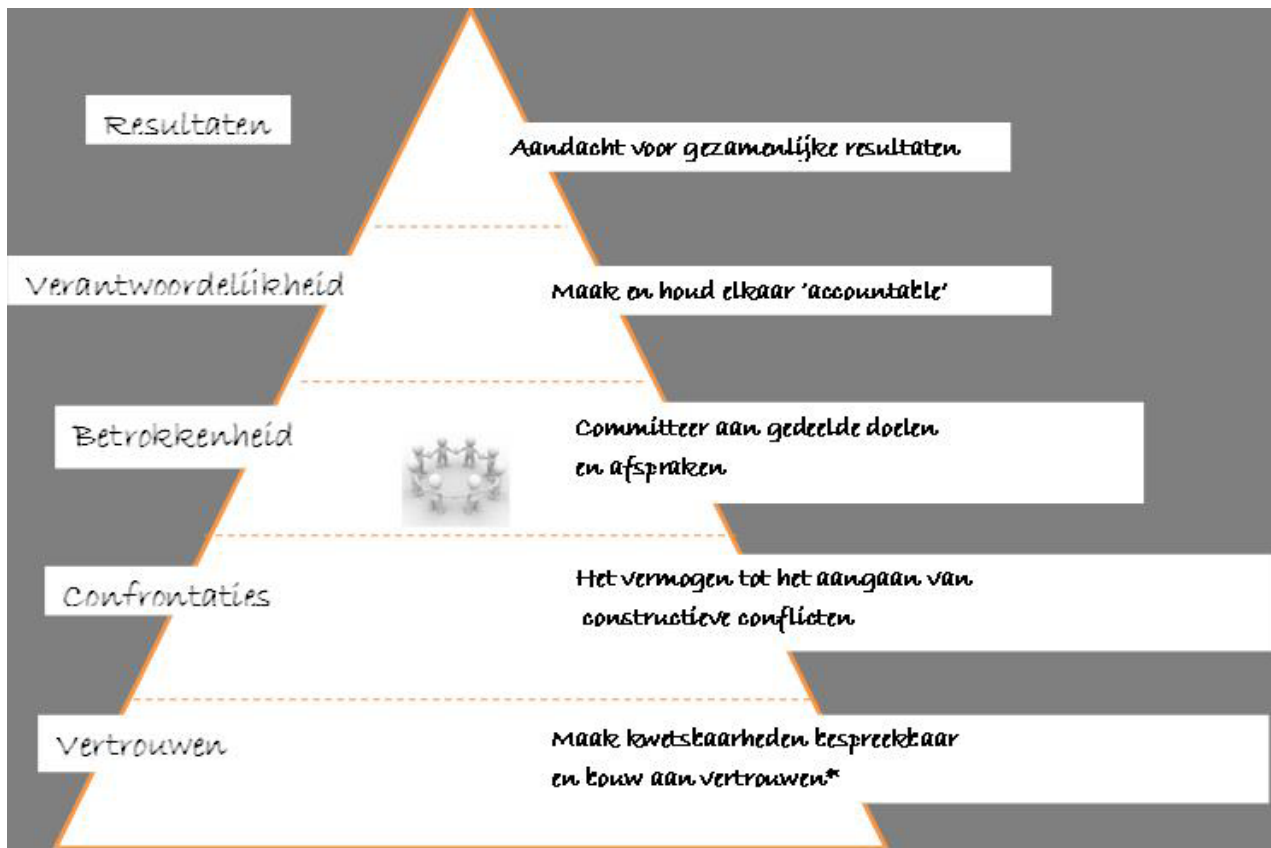 Resultaten
Aandacht voor gezamenlijke resultaten
Verantwoordelijkheid
Maak en houd elkaar 'accountable'
Betrokkenheid
Committeer aan gedeelde doelen
en afspraken
Confrontaties
Het vermogen tot het aangaan van
constructieve conflicten
Vertrouwen
Maak kwetsbaarheden bespreekbaar
en bouw aan vertrouwen*